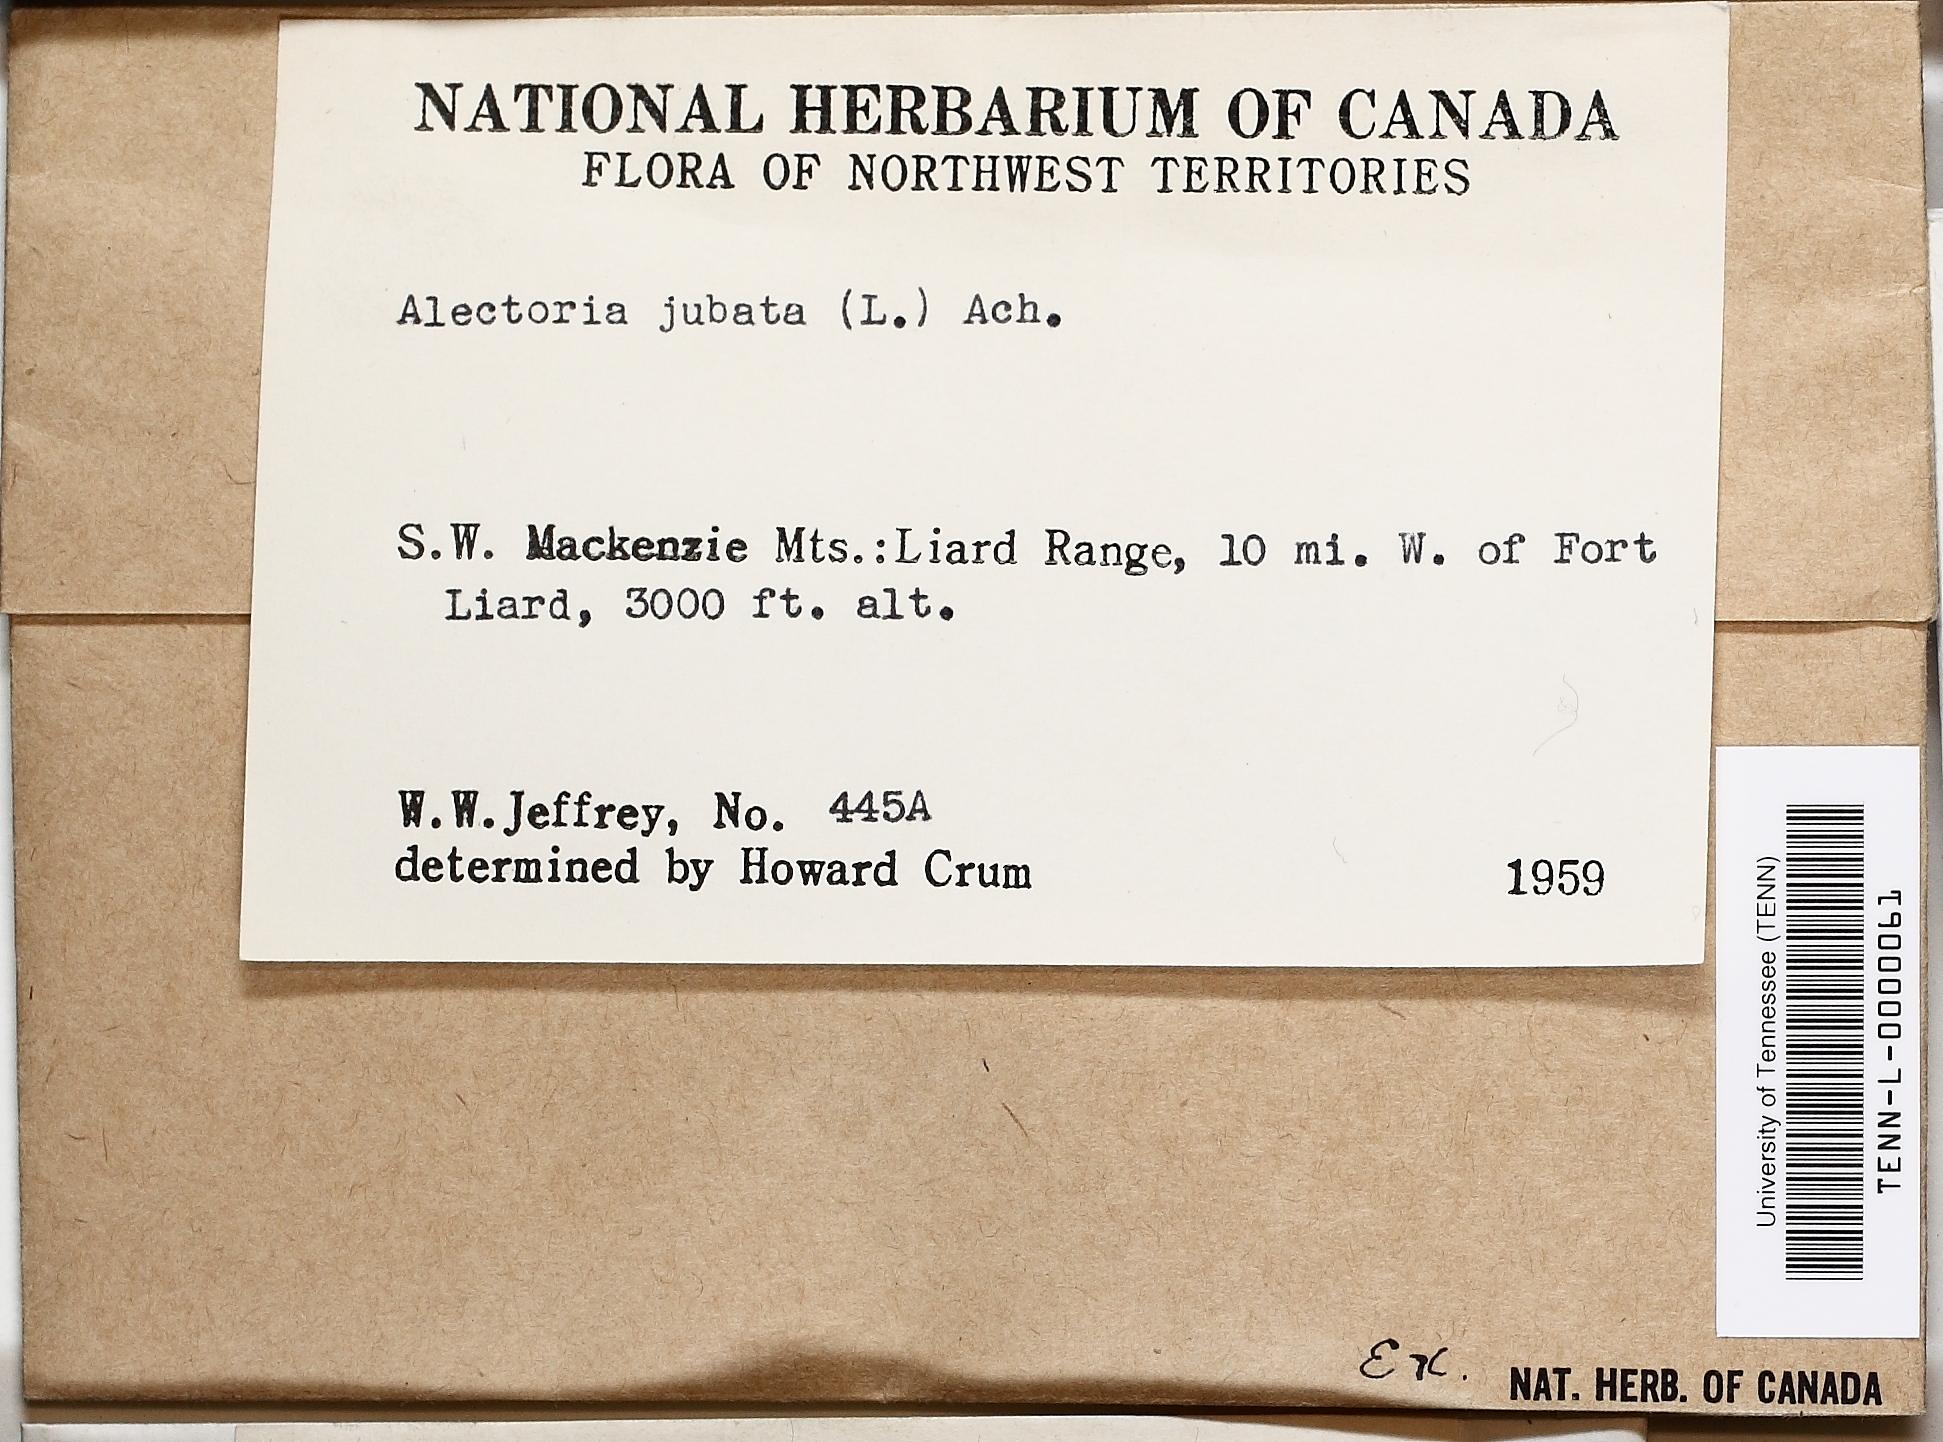 NATIONAL HERBARIUM OF CANADA
FLORA OF NORTHWEST TERRITORIES
Alectoria jubata (L.) Ach.
S.W. Mackenzie Mts.:Liard Range, 10 mi. W. of Fort
Liard, 3000 ft. alt.
W.W.Jeffrey, No. 445A
determined by Howard Crum 1959
University of Tennessee (TENN)
TENN-L-0000061
Ex. NAT. HERB. OF CANADA